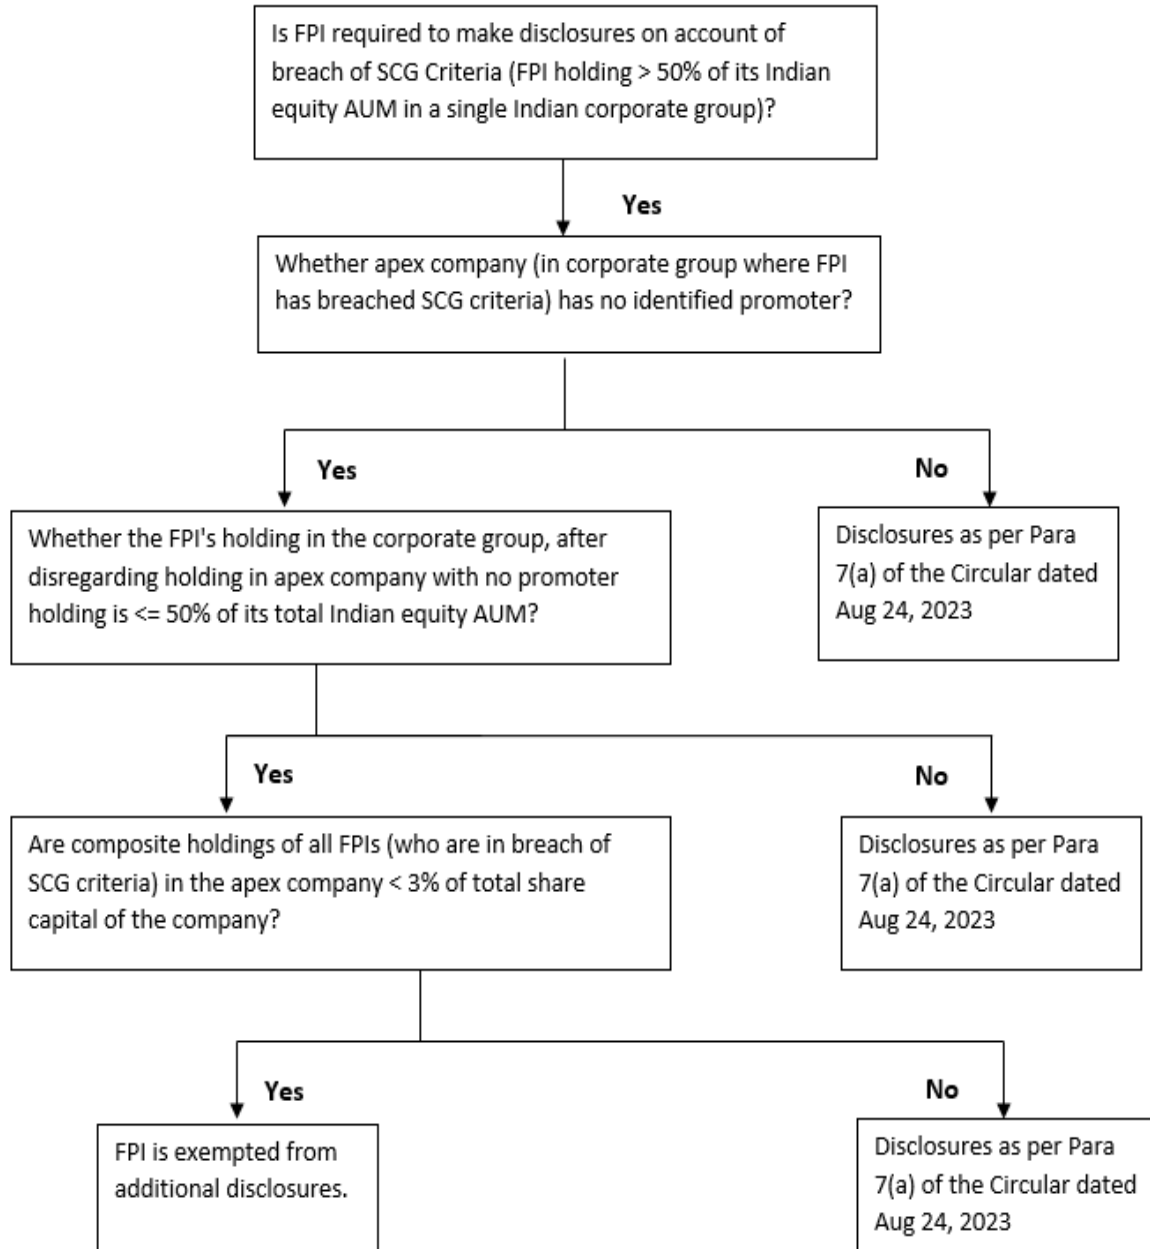 Is FPI required to make disclosures on account of
breach of SCG Criteria (FPI holding > 50% of its Indian
equity AUM in a single Indian corporate group)?
Yes
Whether apex company (in corporate group where FPI
has breached SCG criteria) has no identified promoter?
Yes
No
Whether the FPI's holding in the corporate group, after
disregarding holding in apex company with no promoter
holding is <= 50% of its total Indian equity AUM?
Disclosures as per Para
7(a) of the Circular dated
Aug 24, 2023
Yes
No
Are composite holdings of all FPIs (who are in breach of
SCG criteria) in the apex company < 3% of total share
capital of the company?
Disclosures as per Para
7(a) of the Circular dated
Aug 24, 2023
Yes
No
FPI is exempted from
additional disclosures.
Disclosures as per Para
7(a) of the Circular dated
Aug 24, 2023